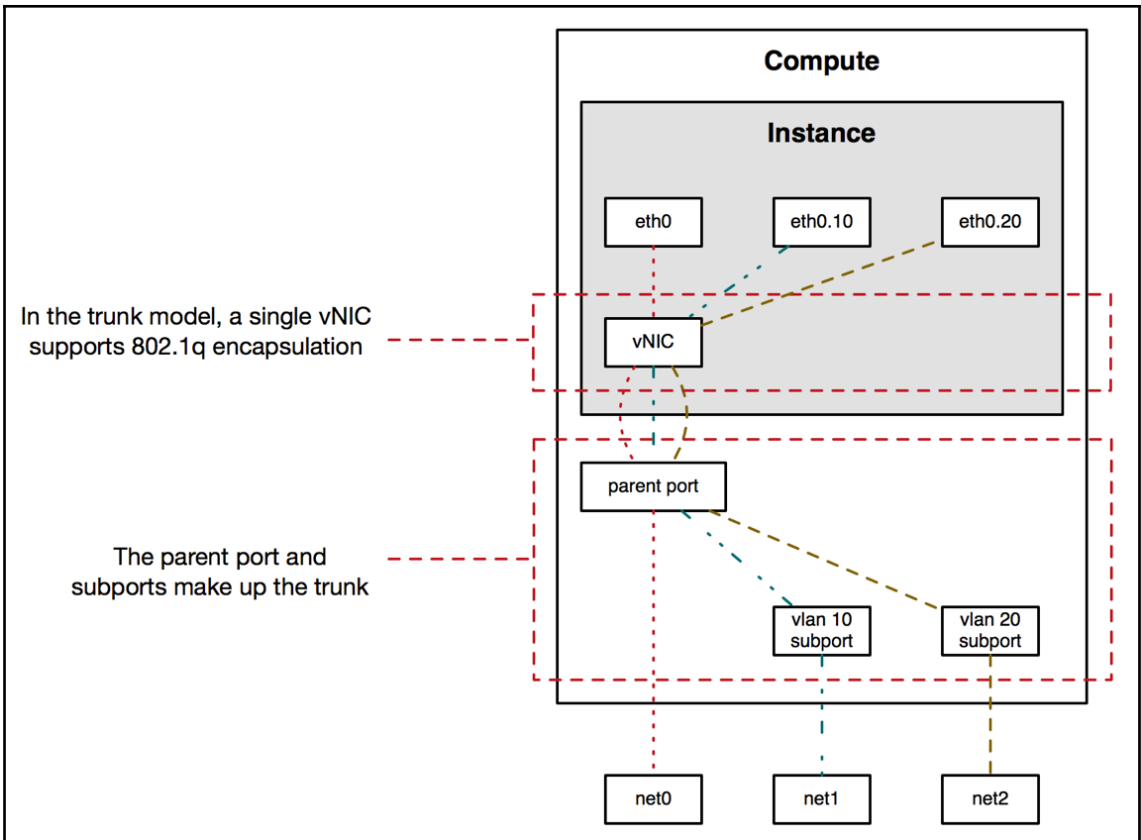 Compute
Instance
eth0
eth0.10
eth0.20
In the trunk model, a single vNIC
supports 802.1q encapsulation
vNIC
parent port
The parent port and
subports make up the trunk
vlan 10
subport
vlan 20
subport
net0
net1
net2